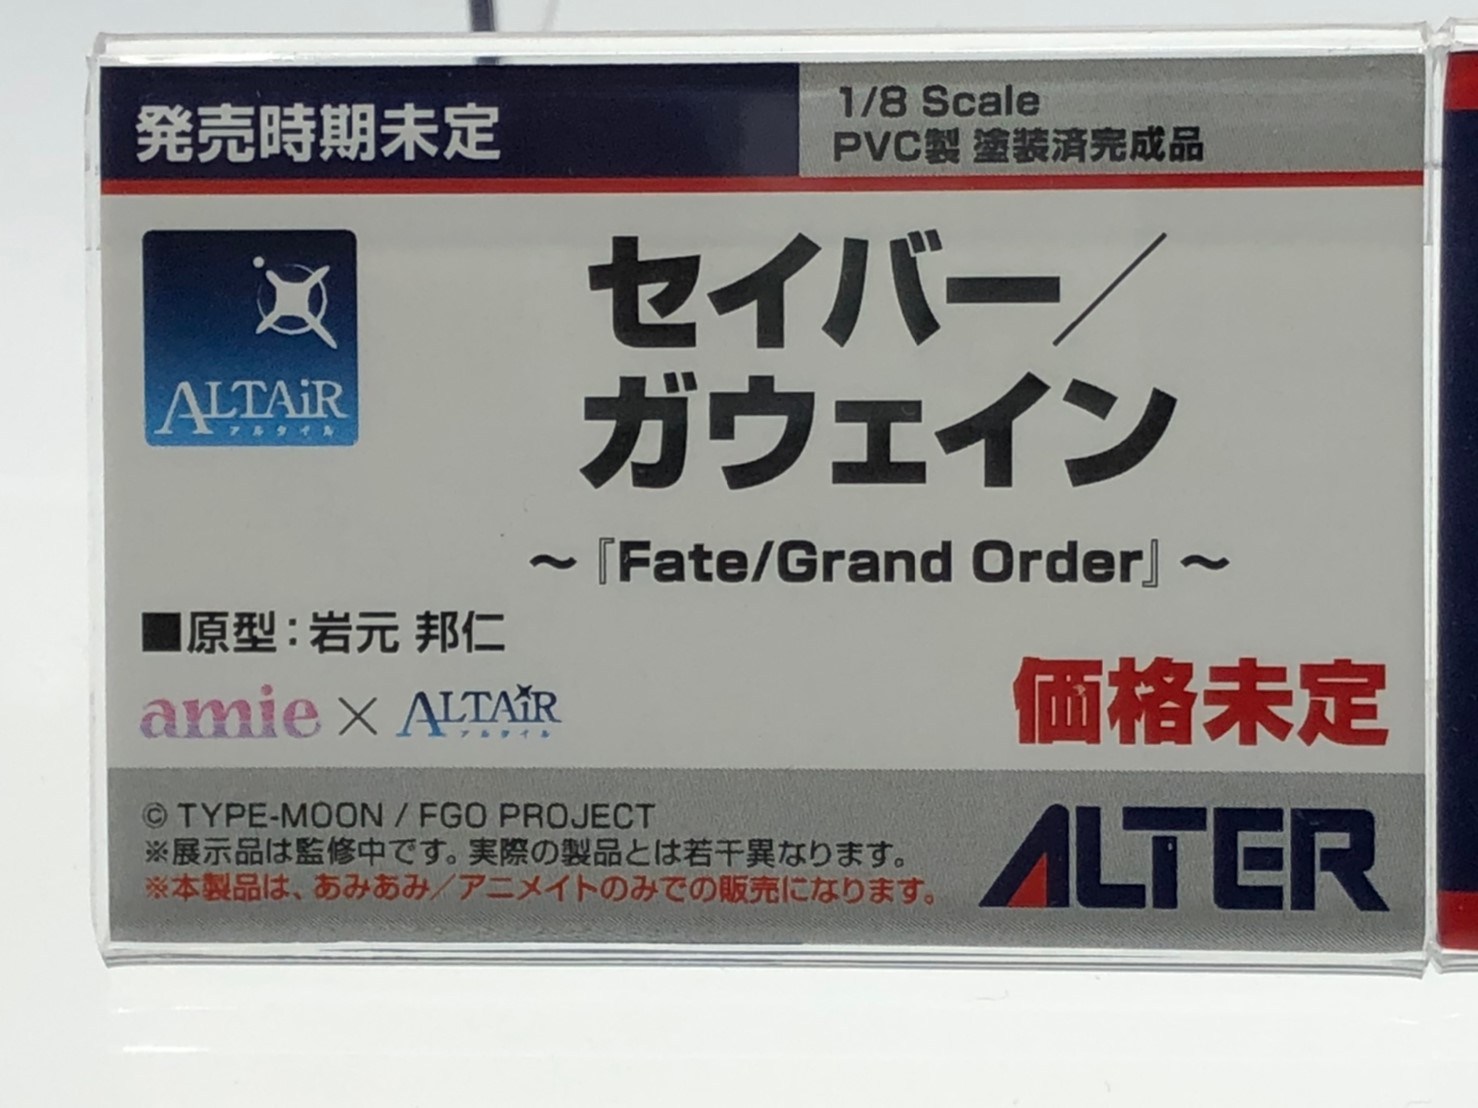 発売時期未定
1/8 Scale
PVC製 塗装済完成品
ALTAiR
アルタイル
セイバー／
ガウェイン
～『Fate/Grand Order』～
■原型：岩元 邦仁
amie×ALTAiR
アルタイル
価格未定
© TYPE-MOON / FGO PROJECT
※展示品は監修中です。実際の製品とは若干異なります。
※本製品は、あみあみ／アニメイトのみでの販売になります。
ALTER